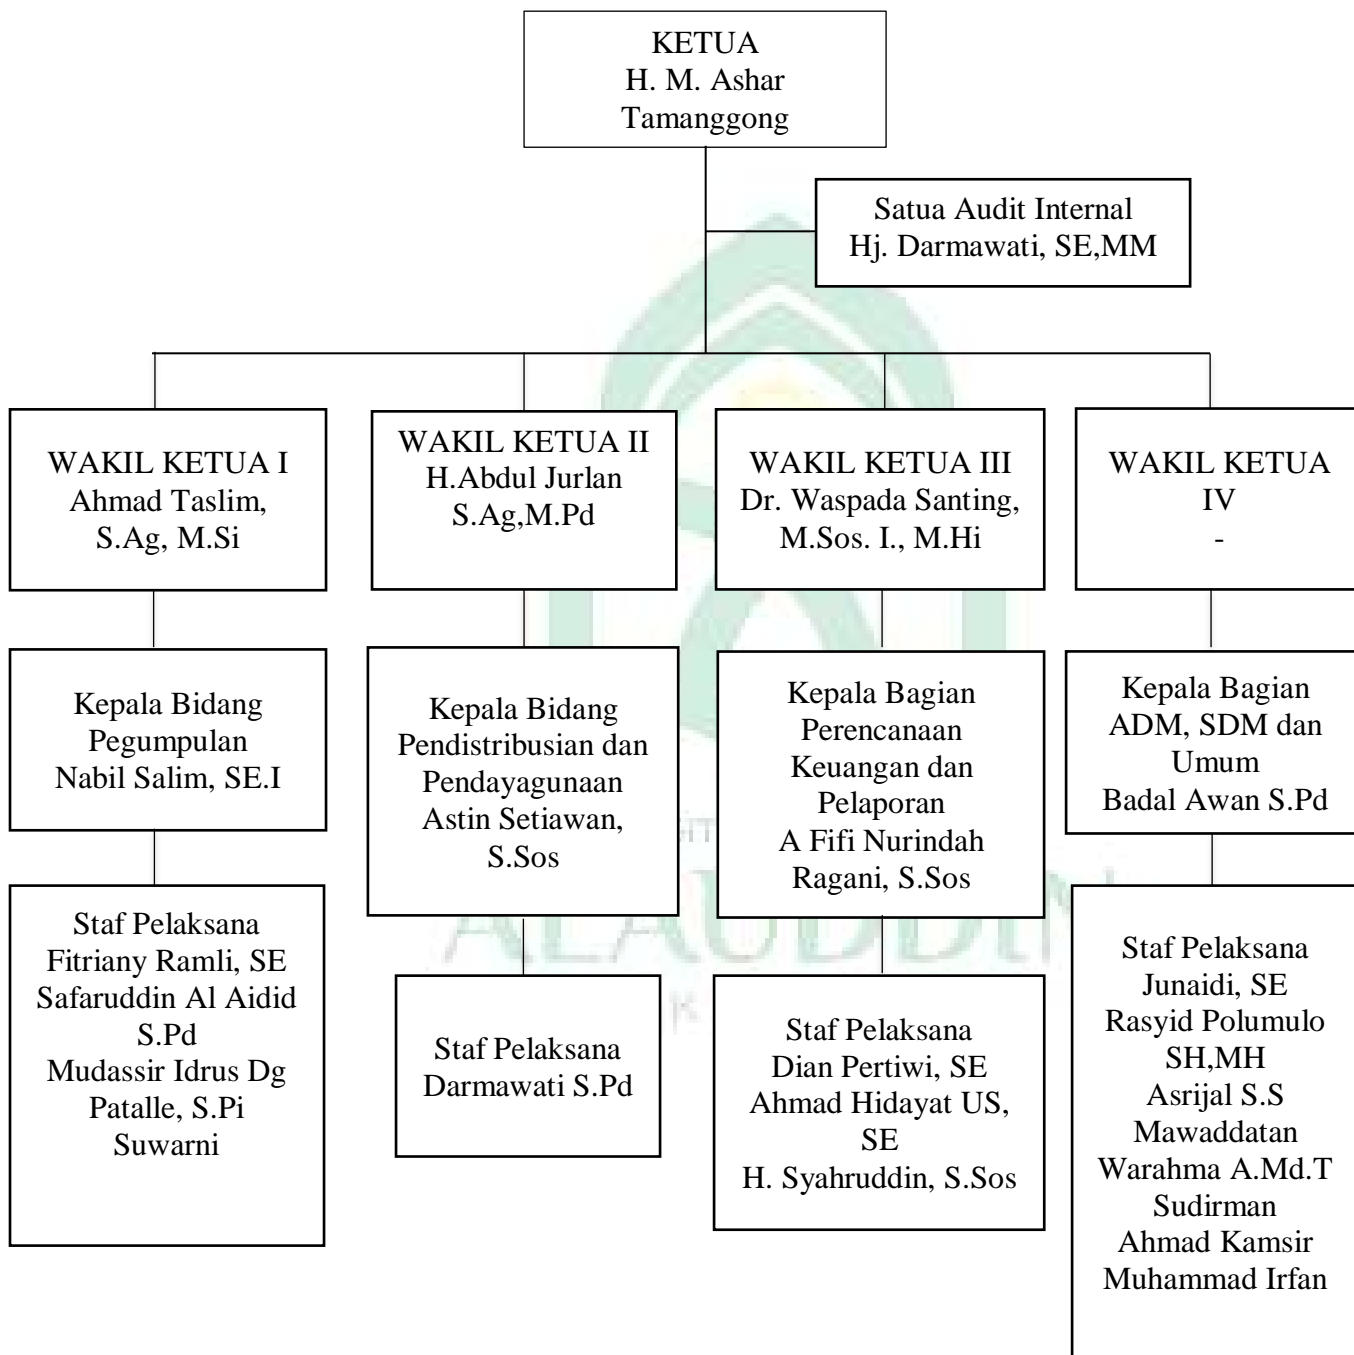 KETUA
H. M. Ashar
Tamanggong
Satua Audit Internal
Hj. Darmawati, SE,MM
WAKIL KETUA I
Ahmad Taslim,
S.Ag, M.Si
WAKIL KETUA II
H.Abdul Jurlan
S.Ag,M.Pd
WAKIL KETUA III
Dr. Waspada Santing,
M.Sos. I., M.Hi
WAKIL KETUA
IV
-
Kepala Bidang
Pegumpulan
Nabil Salim, SE.I
Kepala Bidang
Pendistribusian dan
Pendayagunaan
Astin Setiawan,
S.Sos
Kepala Bagian
Perencanaan
Keuangan dan
Pelaporan
A Fifi Nurindah
Ragani, S.Sos
Kepala Bagian
ADM, SDM dan
Umum
Badal Awan S.Pd
Staf Pelaksana
Fitriany Ramli, SE
Safaruddin Al Aidid
S.Pd
Mudassir Idrus Dg
Patalle, S.Pi
Suwarni
Staf Pelaksana
Darmawati S.Pd
Staf Pelaksana
Dian Pertiwi, SE
Ahmad Hidayat US,
SE
H. Syahruddin, S.Sos
Staf Pelaksana
Junaidi, SE
Rasyid Polumulo
SH,MH
Asrijal S.S
Mawaddatan
Warahma A.Md.T
Sudirman
Ahmad Kamsir
Muhammad Irfan
ALAUDDIN